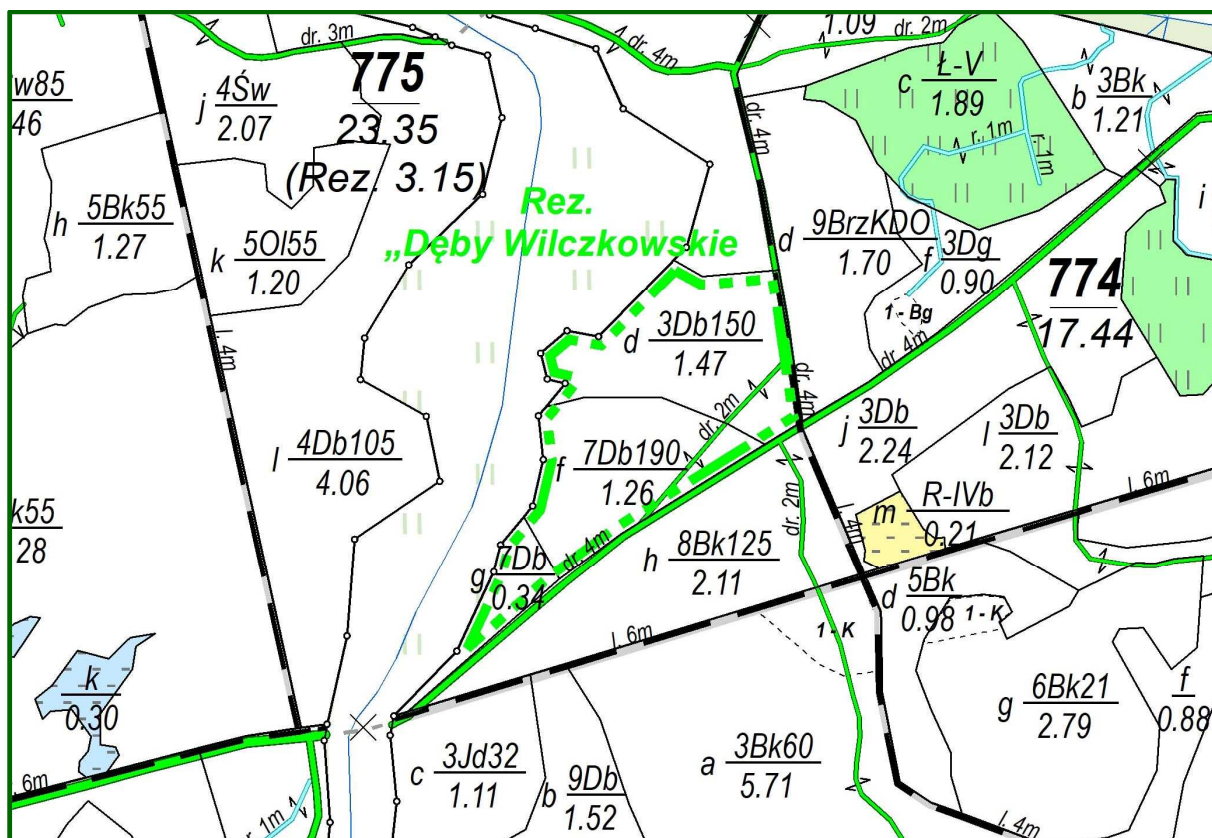 dr. 3m
dr. 4m
1.09
dr. 2m
w85
46
j 4Św
2.07
775
23.35
(Rez. 3.15)
dr. 4m
c Ł-V
1.89
r. 1m
r. 1m
b 3Bk
1.21
h 5Bk55
1.27
k 5Ol55
1.20
Rez.
„Dęby Wilczkowskie
d 9BrzKDO
1.70
f 3Dg
0.90
i
774
17.44
1 - Bg
l. 4m
d 3Db150
1.47
dr. 4m
dr. 4m
dr. 2m
l 4Db105
4.06
f 7Db190
1.26
j 3Db
2.24
l 3Db
2.12
l. 6m
k55
28
dr. 4m
g 7Db
0.34
h 8Bk125
2.11
dr. 2m
l. 4m
m R-IVb
0.21
d 5Bk
0.98
1 - K
1 - K
l. 6m
k
0.30
g 6Bk21
2.79
f
0.88
. 6m
c 3Jd32
1.11
b 9Db
1.52
a 3Bk60
5.71
r. 1m
l. 4m